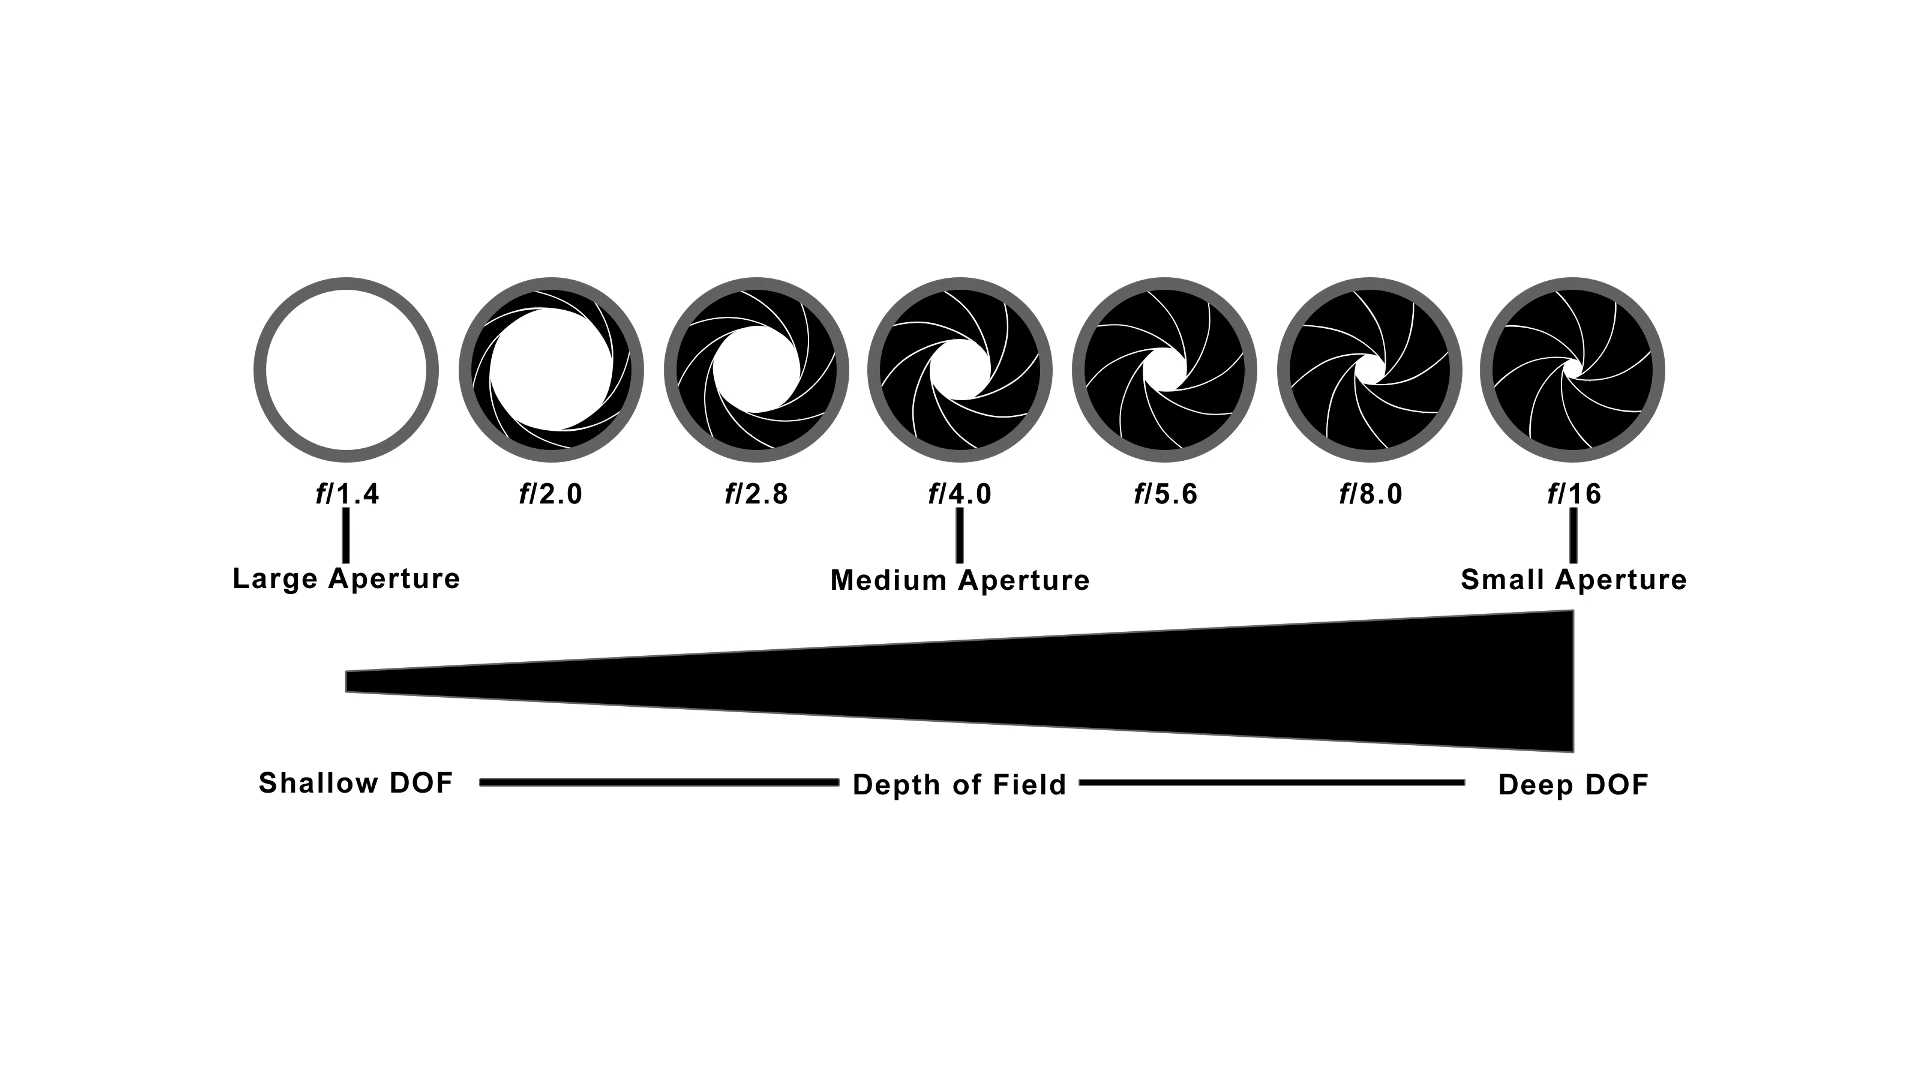 f/1.4 f/2.0 f/2.8 f/4.0 f/5.6 f/8.0 f/16
Large Aperture Medium Aperture Small Aperture
Shallow DOF Depth of Field Deep DOF